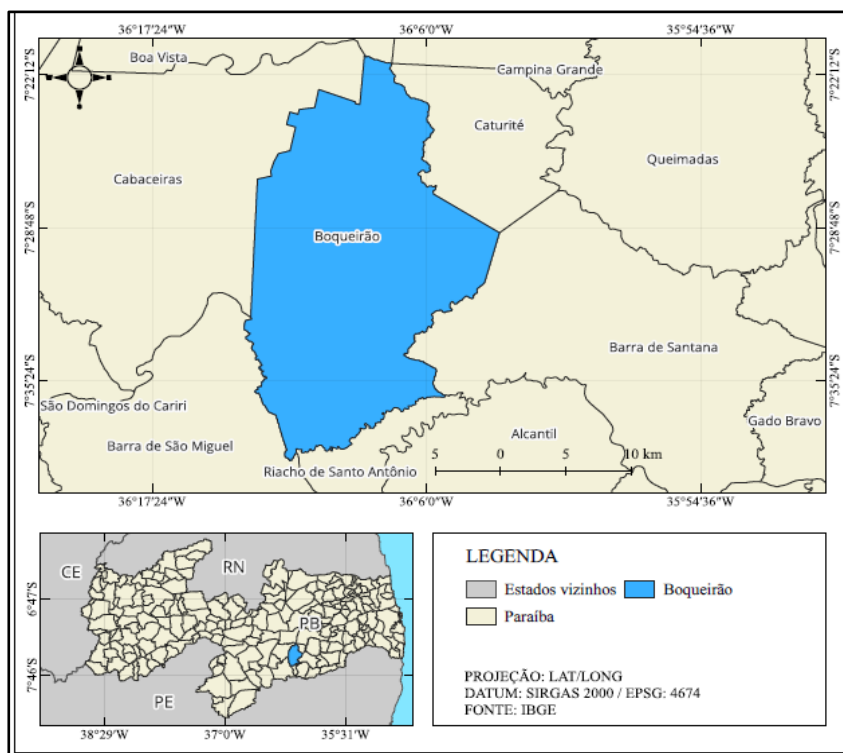 36°17'24"W 36°6'0"W 35°54'36"W
Boa Vista
Campina Grande
7°22'12"S 7°22'12"S
Caturité
Queimadas
Cabaceiras
7°28'48"S 7°28'48"S
Boqueirão
Barra de Santana
7°35'24"S 7°35'24"S
São Domingos do Cariri
Gado Bravo
Barra de São Miguel
Alcantil
Riacho de Santo Antônio
5 0 5 10 km
36°17'24"W 36°6'0"W 35°54'36"W
CE
RN
PB
PE
6°47'S
7°46'S
38°29'W 37°0'W 35°31'W
LEGENDA
Estados vizinhos Boqueirão
Paraíba
PROJEÇÃO: LAT/LONG
DATUM: SIRGAS 2000 / EPSG: 4674
FONTE: IBGE